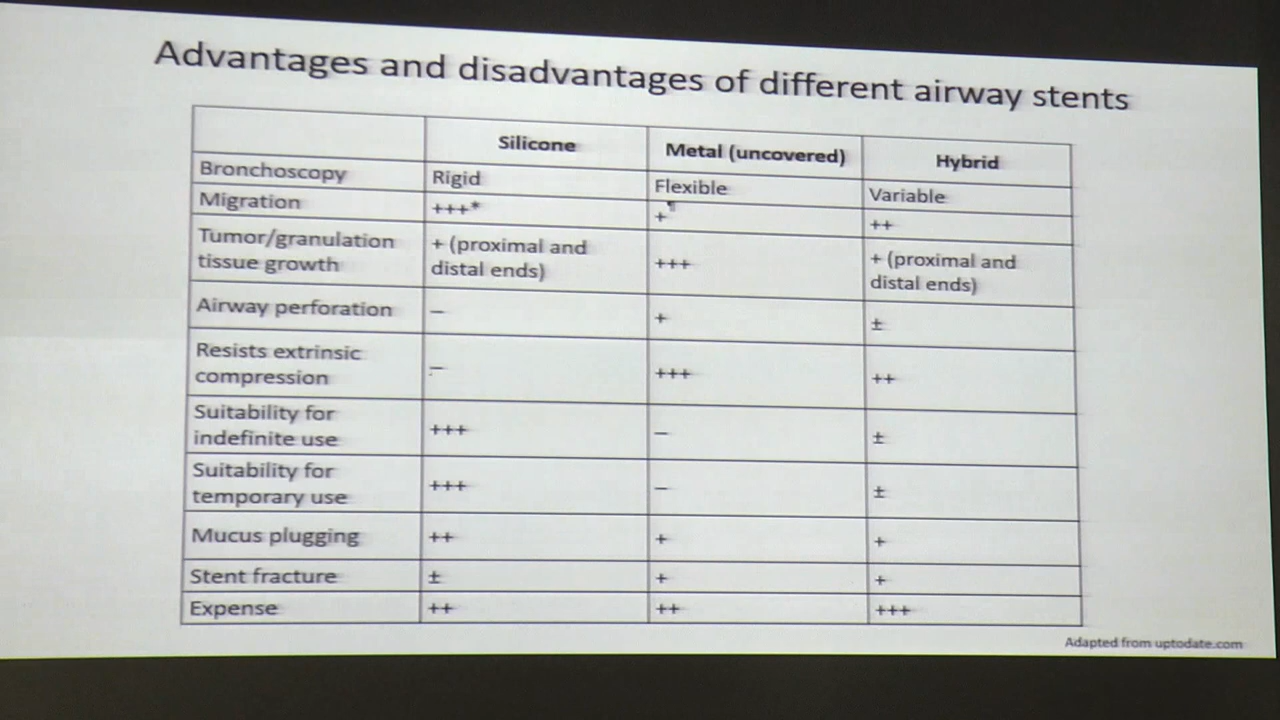 Advantages and disadvantages of different airway stents
Silicone Metal (uncovered) Hybrid
Bronchoscopy Rigid Flexible Variable
Migration +++* +¶ ++
Tumor/granulation + (proximal and +++ + (proximal and
tissue growth distal ends) distal ends)
Airway perforation – + ±
Resists extrinsic
compression – +++ ++
Suitability for
indefinite use +++ – ±
Suitability for
temporary use +++ – ±
Mucus plugging ++ + +
Stent fracture ± + +
Expense ++ ++ +++
Adapted from uptodate.com